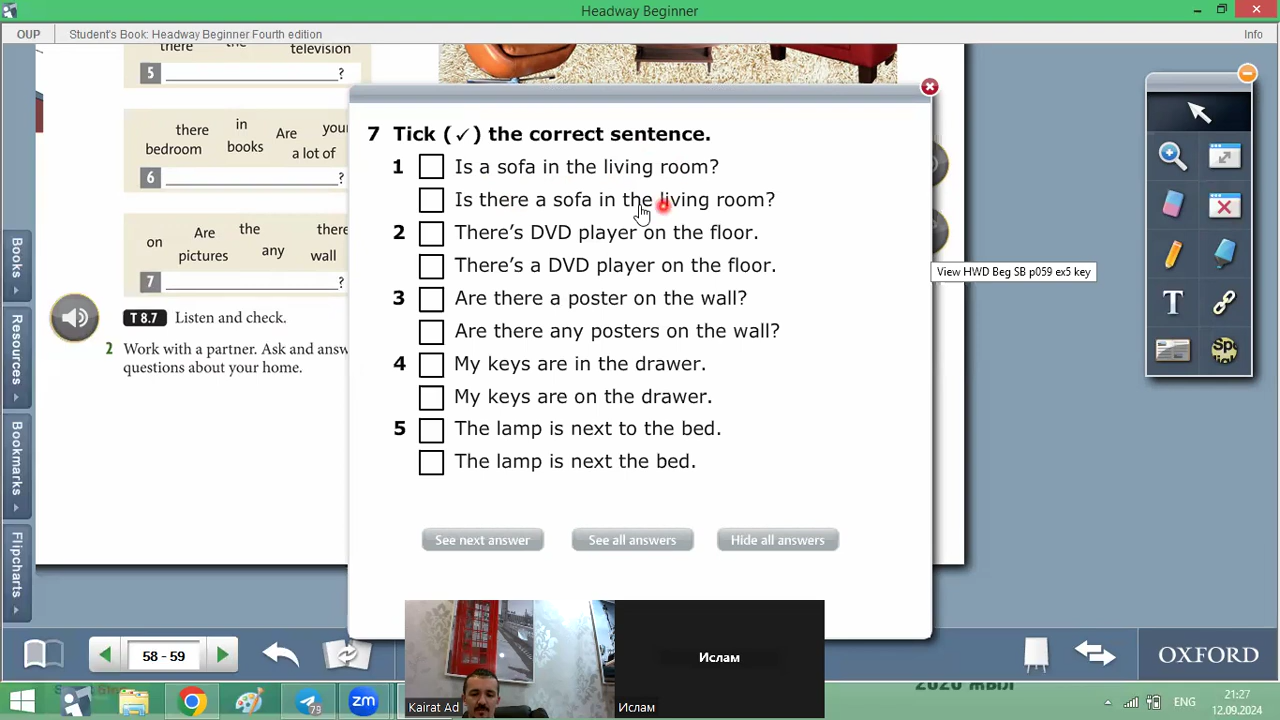 Headway Beginner
OUP Student's Book: Headway Beginner Fourth edition Info
there the television
5 ?
there in Are your
bedroom books a lot of
6 ?
on Are the there
pictures any wall
7 ?
T 8.7 Listen and check.
2 Work with a partner. Ask and answ
questions about your home.
Books
Resources
Bookmarks
Flipcharts
7 Tick (✓) the correct sentence.
1 Is a sofa in the living room?
Is there a sofa in the living room?
2 There's DVD player on the floor.
There's a DVD player on the floor.
3 Are there a poster on the wall?
Are there any posters on the wall?
4 My keys are in the drawer.
My keys are on the drawer.
5 The lamp is next to the bed.
The lamp is next the bed.
See next answer See all answers Hide all answers
View HWD Beg SB p059 ex5 key
T
58 - 59
OXFORD
Kairat Ad
Ислам
Ислам
79
zm
ENG
21:27
12.09.2024